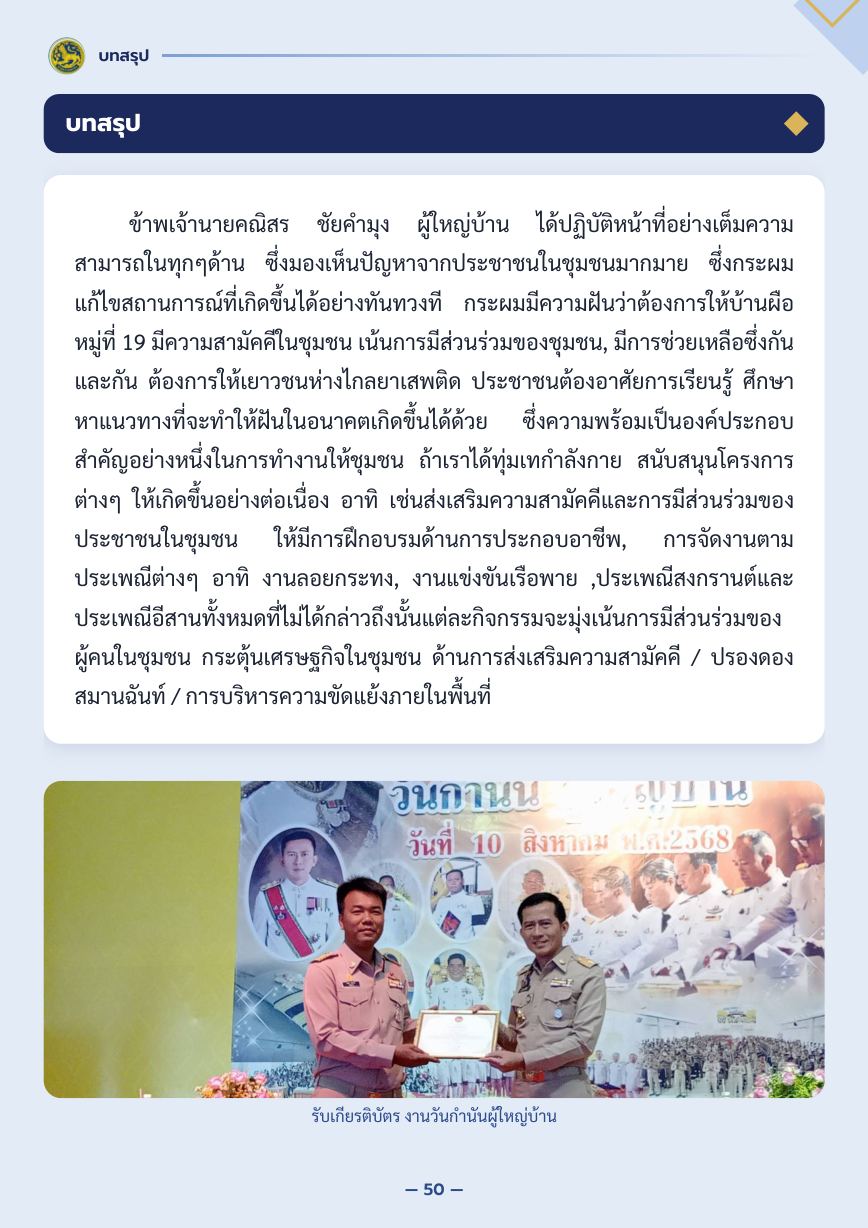 บทสรุป
บทสรุป
ข้าพเจ้านายคณิสร ชัยคำมุง ผู้ใหญ่บ้าน ได้ปฏิบัติหน้าที่อย่างเต็มความ
สามารถในทุกๆด้าน ซึ่งมองเห็นปัญหาจากประชาชนในชุมชนมากมาย ซึ่งกระผม
แก้ไขสถานการณ์ที่เกิดขึ้นได้อย่างทันทวงที กระผมมีความฝันว่าต้องการให้บ้านผือ
หมู่ที่ 19 มีความสามัคคีในชุมชน เน้นการมีส่วนร่วมของชุมชน, มีการช่วยเหลือซึ่งกัน
และกัน ต้องการให้เยาวชนห่างไกลยาเสพติด ประชาชนต้องอาศัยการเรียนรู้ ศึกษา
หาแนวทางที่จะทำให้ฝันในอนาคตเกิดขึ้นได้ด้วย ซึ่งความพร้อมเป็นองค์ประกอบ
สำคัญอย่างหนึ่งในการทำงานให้ชุมชน ถ้าเราได้ทุ่มเทกำลังกาย สนับสนุนโครงการ
ต่างๆ ให้เกิดขึ้นอย่างต่อเนื่อง อาทิ เช่นส่งเสริมความสามัคคีและการมีส่วนร่วมของ
ประชาชนในชุมชน ให้มีการฝึกอบรมด้านการประกอบอาชีพ, การจัดงานตาม
ประเพณีต่างๆ อาทิ งานลอยกระทง, งานแข่งขันเรือพาย ,ประเพณีสงกรานต์และ
ประเพณีอีสานทั้งหมดที่ไม่ได้กล่าวถึงนั้นแต่ละกิจกรรมจะมุ่งเน้นการมีส่วนร่วมของ
ผู้คนในชุมชน กระตุ้นเศรษฐกิจในชุมชน ด้านการส่งเสริมความสามัคคี / ปรองดอง
สมานฉันท์ / การบริหารความขัดแย้งภายในพื้นที่
วันกำนัน
วันที่ 10 สิงหาคม พ.ศ.2568
รับเกียรติบัตร งานวันกำนันผู้ใหญ่บ้าน
— 50 —